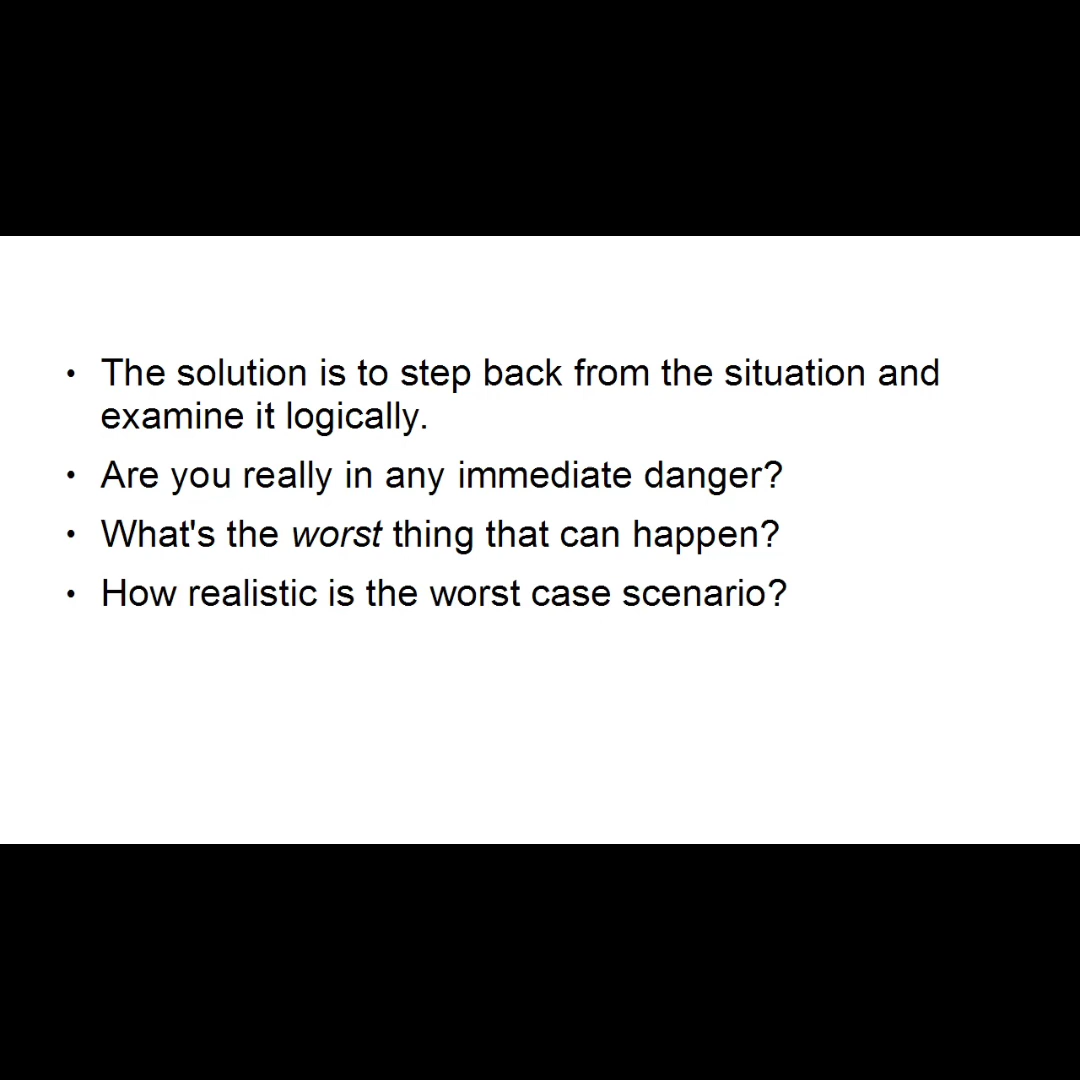 • The solution is to step back from the situation and
examine it logically.
• Are you really in any immediate danger?
• What's the worst thing that can happen?
• How realistic is the worst case scenario?